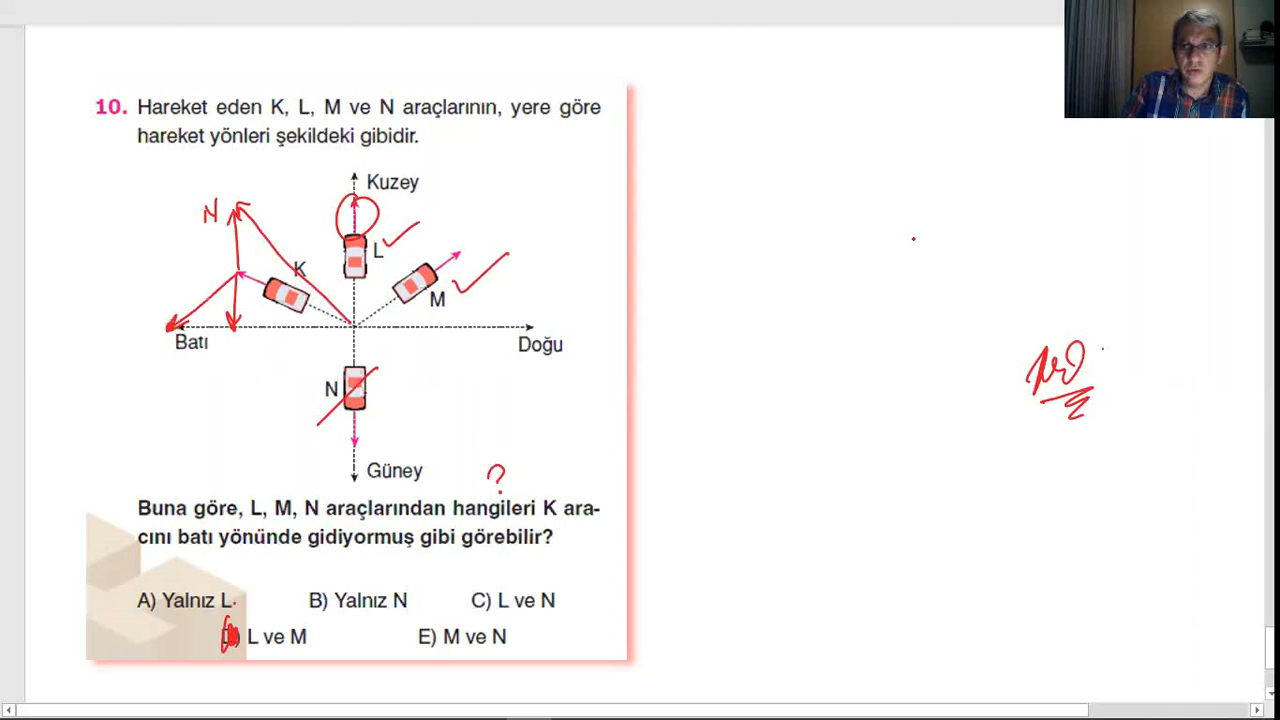 10. Hareket eden K, L, M ve N araçlarının, yere göre
hareket yönleri şekildeki gibidir.
Kuzey
N
L
K
M
Batı
Doğu
N
Güney
?
Buna göre, L, M, N araçlarından hangileri K ara-
cını batı yönünde gidiyormuş gibi görebilir?
A) Yalnız L
B) Yalnız N
C) L ve N
L ve M
E) M ve N